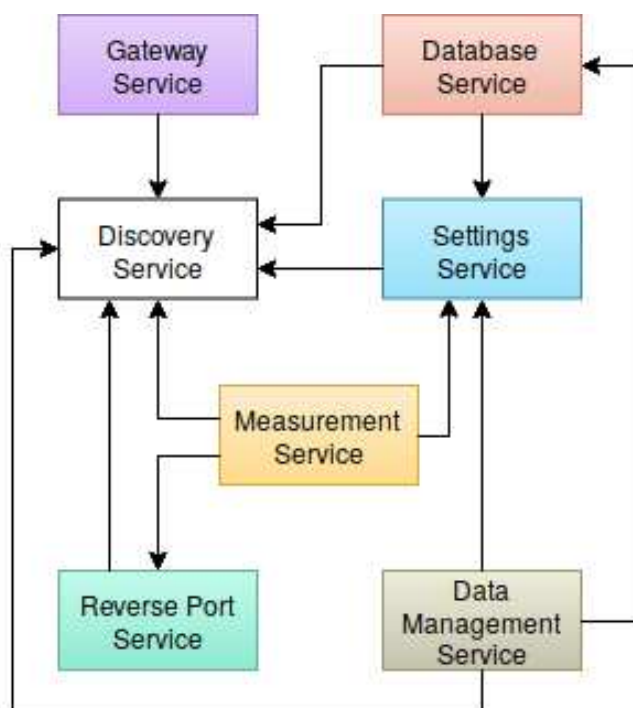 Gateway
Service
Database
Service
Discovery
Service
Settings
Service
Measurement
Service
Reverse Port
Service
Data
Management
Service